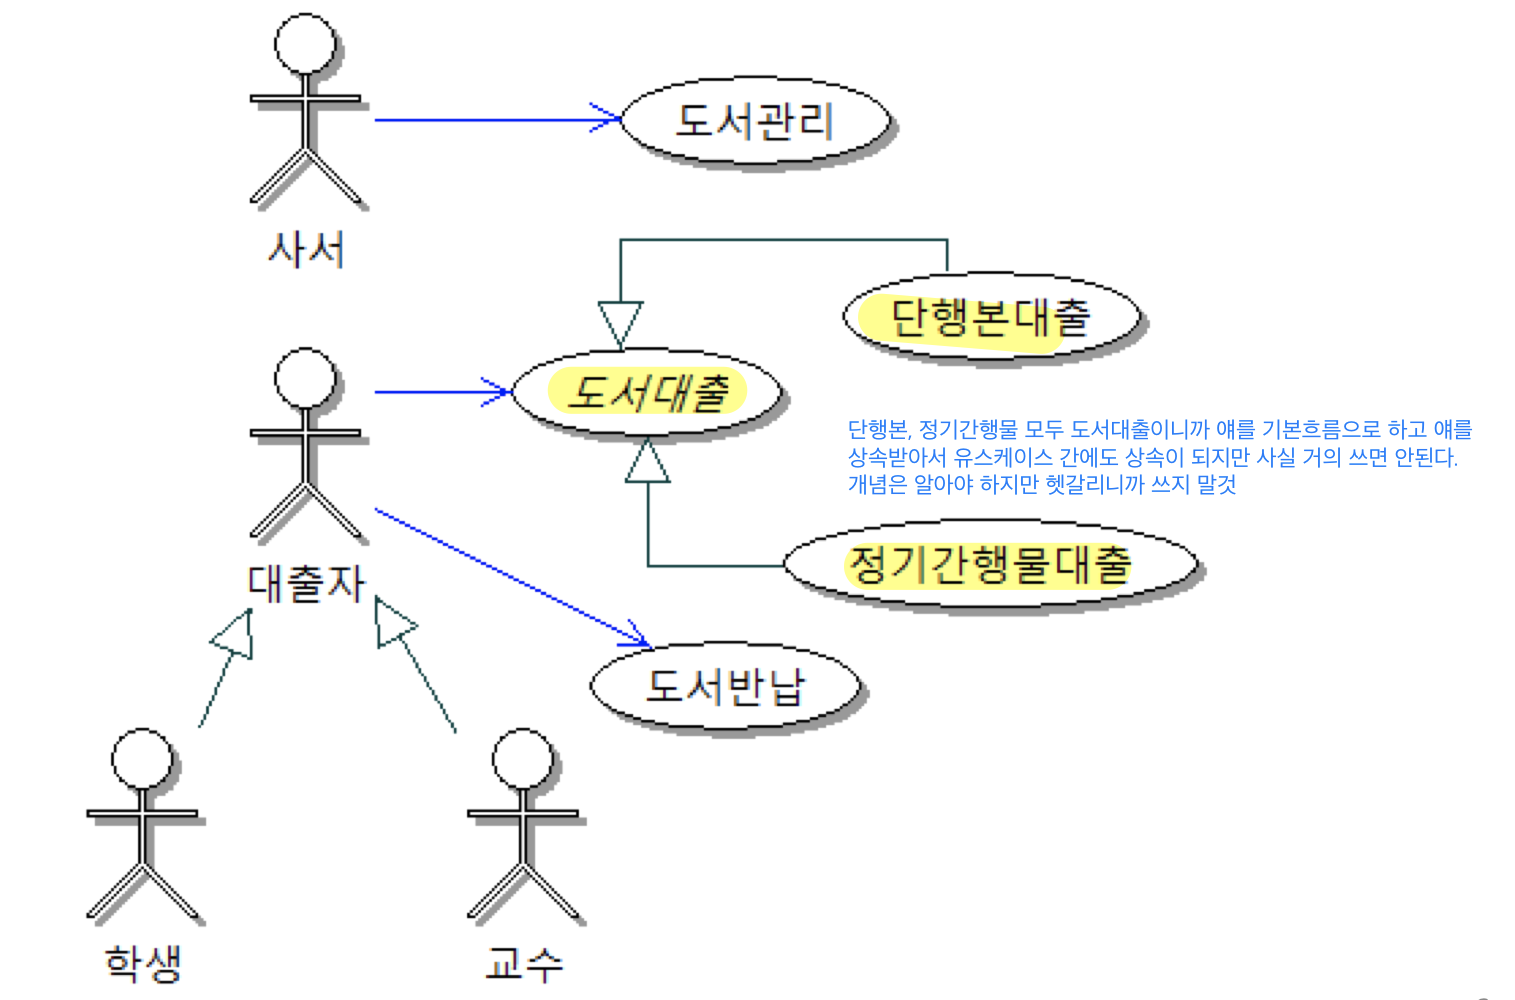 도서관리
사서
단행본대출
도서대출
단행본, 정기간행물 모두 도서대출이니까 얘를 기본흐름으로 하고 얘를
상속받아서 유스케이스 간에도 상속이 되지만 사실 거의 쓰면 안된다.
개념은 알아야 하지만 헷갈리니까 쓰지 말것
정기간행물대출
대출자
도서반납
학생
교수